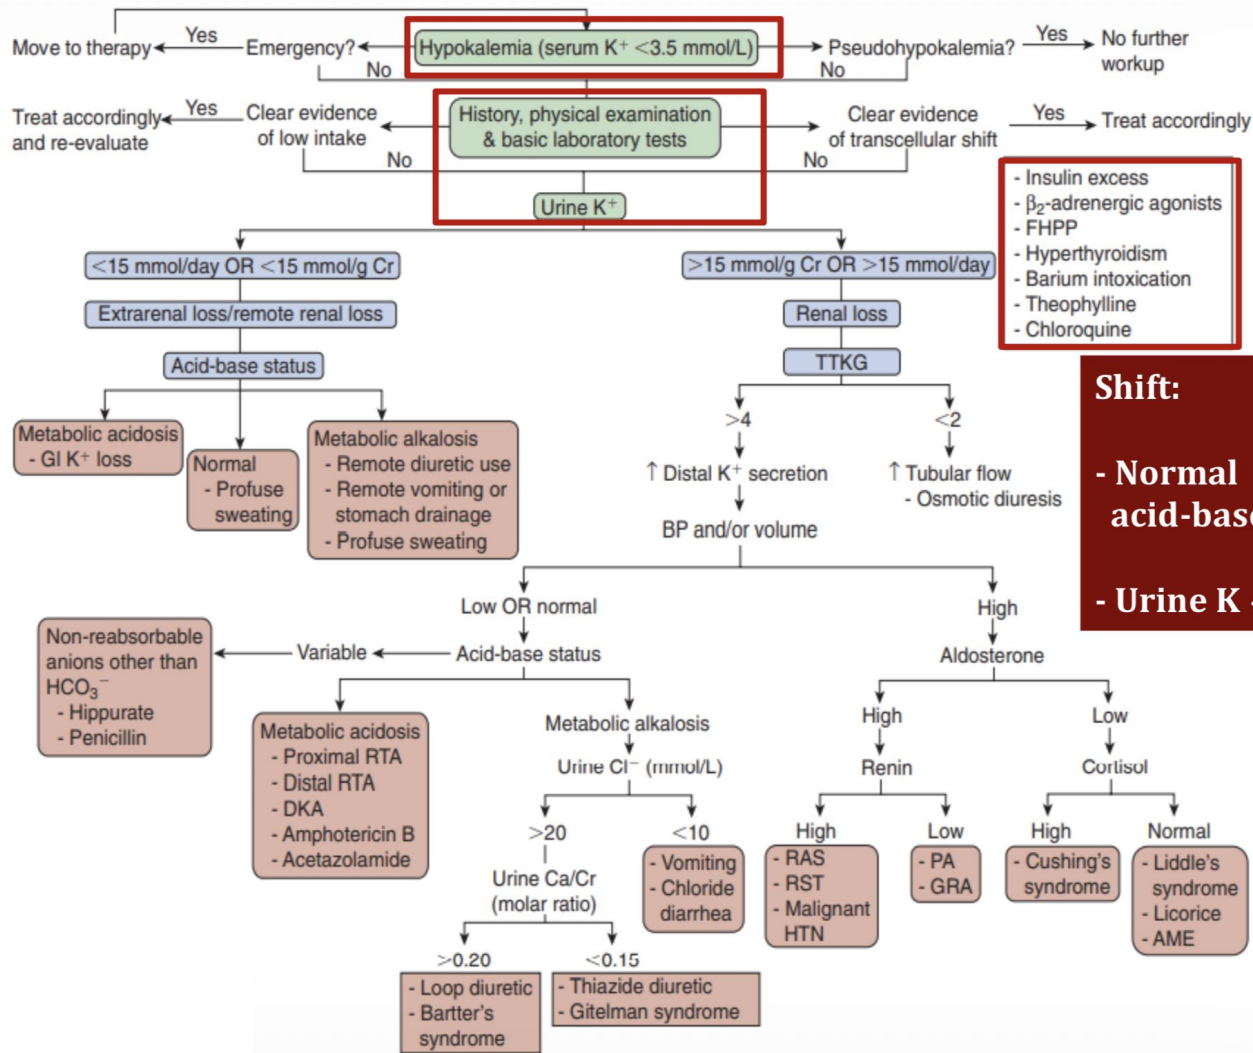 Move to therapy
Yes
Emergency?
Hypokalemia (serum K⁺ <3.5 mmol/L)
Pseudohypokalemia?
Yes
No further
workup
No
No
Treat accordingly
and re-evaluate
Yes
Clear evidence
of low intake
History, physical examination
& basic laboratory tests
Clear evidence
of transcellular shift
Yes
Treat accordingly
No
No
Urine K⁺
- Insulin excess
- β₂-adrenergic agonists
- FHPP
- Hyperthyroidism
- Barium intoxication
- Theophylline
- Chloroquine
<15 mmol/day OR <15 mmol/g Cr
>15 mmol/g Cr OR >15 mmol/day
Extrarenal loss/remote renal loss
Renal loss
Acid-base status
TTKG
Shift:
- Normal
acid-base
- Urine K
Metabolic acidosis
- GI K⁺ loss
Normal
- Profuse
sweating
Metabolic alkalosis
- Remote diuretic use
- Remote vomiting or
stomach drainage
- Profuse sweating
>4
<2
↑ Distal K⁺ secretion
↑ Tubular flow
- Osmotic diuresis
BP and/or volume
Low OR normal
High
Non-reabsorbable
anions other than
HCO₃⁻
- Hippurate
- Penicillin
Variable
Acid-base status
Aldosterone
Metabolic acidosis
- Proximal RTA
- Distal RTA
- DKA
- Amphotericin B
- Acetazolamide
Metabolic alkalosis
Urine Cl⁻ (mmol/L)
High
Low
Renin
Cortisol
>20
<10
High
Low
High
Normal
Urine Ca/Cr
(molar ratio)
- Vomiting
- Chloride
diarrhea
- RAS
- RST
- Malignant
HTN
- PA
- GRA
- Cushing's
syndrome
- Liddle's
syndrome
- Licorice
- AME
>0.20
<0.15
- Loop diuretic
- Bartter's
syndrome
- Thiazide diuretic
- Gitelman syndrome